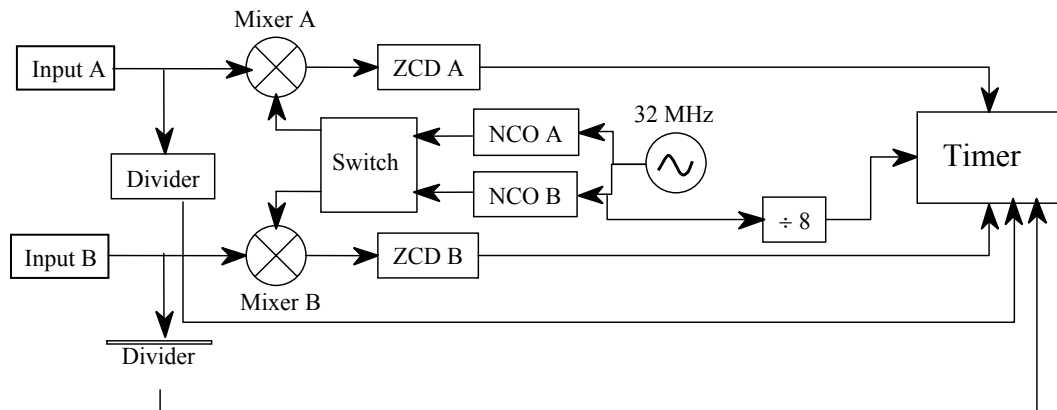 Mixer A
Input A
ZCD A
32 MHz
NCO A
Timer
Switch
Divider
NCO B
÷ 8
Input B
ZCD B
Mixer B
Divider